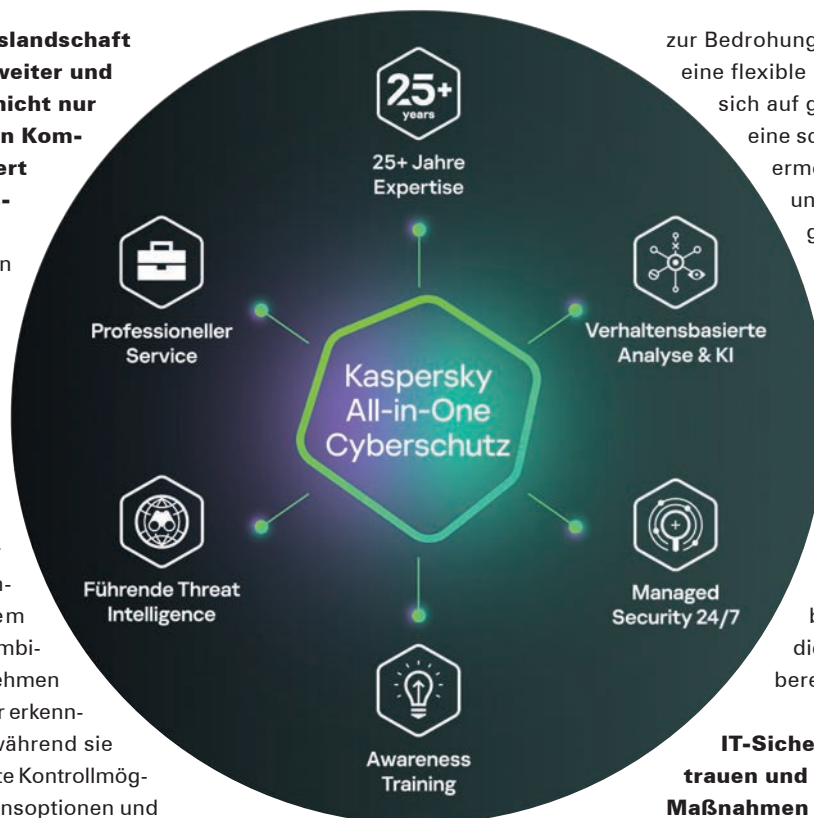 slandschaft
weiter und
nicht nur
n Kom-
ert
-
n
-
em
mbi-
ehmen
r erkenn-
während sie
te Kontrollmög-
nsoptionen und
25+
years
25+ Jahre
Expertise
Professioneller
Service
Verhaltensbasierte
Analyse & KI
Kaspersky
All-in-One
Cyberschutz
Führende Threat
Intelligence
Managed
Security 24/7
Awareness
Training
zur Bedrohung
eine flexible
sich auf g
eine sc
erm
un
g
b
die
bere
IT-Siche
trauen und
Maßnahmen